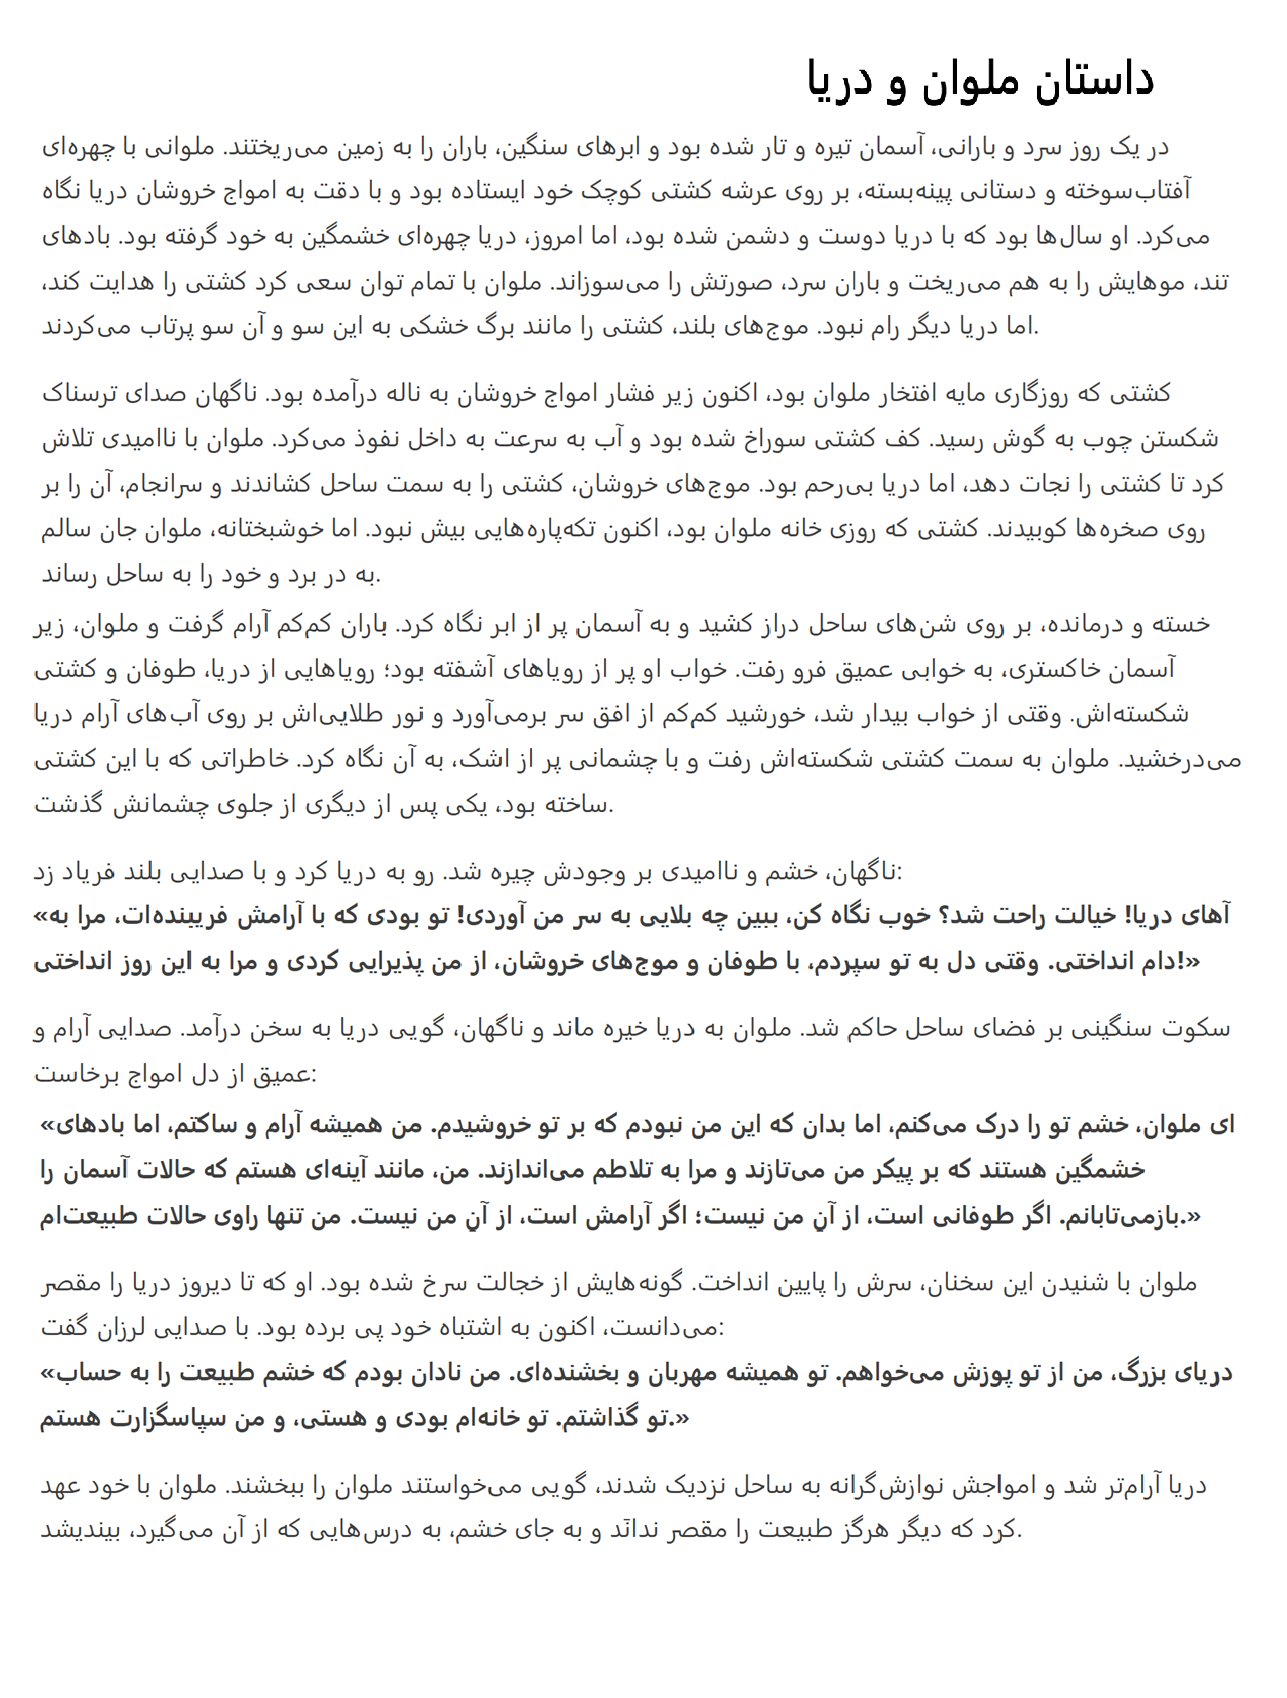 داستان ملوان و دریا
در یک روز سرد و بارانی، آسمان تیره و تار شده بود و ابرهای سنگین، باران را به زمین می‌ریختند. ملوانی با چهره‌ای
آفتاب‌سوخته و دستانی پینه‌بسته، بر روی عرشه کشتی کوچک خود ایستاده بود و با دقت به امواج خروشان دریا نگاه
می‌کرد. او سال‌ها بود که با دریا دوست و دشمن شده بود، اما امروز، دریا چهره‌ای خشمگین به خود گرفته بود. بادهای
تند، موهایش را به هم می‌ریخت و باران سرد، صورتش را می‌سوزاند. ملوان با تمام توان سعی کرد کشتی را هدایت کند،
اما دریا دیگر رام نبود. موج‌های بلند، کشتی را مانند برگ خشکی به این سو و آن سو پرتاب می‌کردند.
کشتی که روزگاری مایه افتخار ملوان بود، اکنون زیر فشار امواج خروشان به ناله درآمده بود. ناگهان صدای ترسناک
شکستن چوب به گوش رسید. کف کشتی سوراخ شده بود و آب به سرعت به داخل نفوذ می‌کرد. ملوان با ناامیدی تلاش
کرد تا کشتی را نجات دهد، اما دریا بی‌رحم بود. موج‌های خروشان، کشتی را به سمت ساحل کشاندند و سرانجام، آن را بر
روی صخره‌ها کوبیدند. کشتی که روزی خانه ملوان بود، اکنون تکه‌پاره‌هایی بیش نبود. اما خوشبختانه، ملوان جان سالم
به در برد و خود را به ساحل رساند.
خسته و درمانده، بر روی شن‌های ساحل دراز کشید و به آسمان پر از ابر نگاه کرد. باران کم‌کم آرام گرفت و ملوان، زیر
آسمان خاکستری، به خوابی عمیق فرو رفت. خواب او پر از رویاهای آشفته بود؛ رویاهایی از دریا، طوفان و کشتی
شکسته‌اش. وقتی از خواب بیدار شد، خورشید کم‌کم از افق سر برمی‌آورد و نور طلایی‌اش بر روی آب‌های آرام دریا
می‌درخشید. ملوان به سمت کشتی شکسته‌اش رفت و با چشمانی پر از اشک، به آن نگاه کرد. خاطراتی که با این کشتی
ساخته بود، یکی پس از دیگری از جلوی چشمانش گذشت.
ناگهان، خشم و ناامیدی بر وجودش چیره شد. رو به دریا کرد و با صدایی بلند فریاد زد:
آهای دریا! خیالت راحت شد؟ خوب نگاه کن، ببین چه بلایی به سر من آوردی! تو بودی که با آرامش فریبنده‌ات، مرا به»
دام انداختی. وقتی دل به تو سپردم، با طوفان و موج‌های خروشان، از من پذیرایی کردی و مرا به این روز انداختی!»
سکوت سنگینی بر فضای ساحل حاکم شد. ملوان به دریا خیره ماند و ناگهان، گویی دریا به سخن درآمد. صدایی آرام و
عمیق از دل امواج برخاست:
ای ملوان، خشم تو را درک می‌کنم، اما بدان که این من نبودم که بر تو خروشیدم. من همیشه آرام و ساکتم، اما بادهای»
خشمگین هستند که بر پیکر من می‌تازند و مرا به تلاطم می‌اندازند. من، مانند آینه‌ای هستم که حالات آسمان را
بازمی‌تابانم. اگر طوفانی است، از آنِ من نیست؛ اگر آرامش است، از آنِ من نیست. من تنها راوی حالات طبیعت‌ام.»
ملوان با شنیدن این سخنان، سرش را پایین انداخت. گونه‌هایش از خجالت سرخ شده بود. او که تا دیروز دریا را مقصر
می‌دانست، اکنون به اشتباه خود پی برده بود. با صدایی لرزان گفت:
دریای بزرگ، من از تو پوزش می‌خواهم. تو همیشه مهربان و بخشنده‌ای. من نادان بودم که خشم طبیعت را به حساب»
تو گذاشتم. تو خانه‌ام بودی و هستی، و من سپاسگزارت هستم.»
دریا آرام‌تر شد و امواجش نوازش‌گرانه به ساحل نزدیک شدند، گویی می‌خواستند ملوان را ببخشند. ملوان با خود عهد
کرد که دیگر هرگز طبیعت را مقصر نداند و به جای خشم، به درس‌هایی که از آن می‌گیرد، بیندیشد.